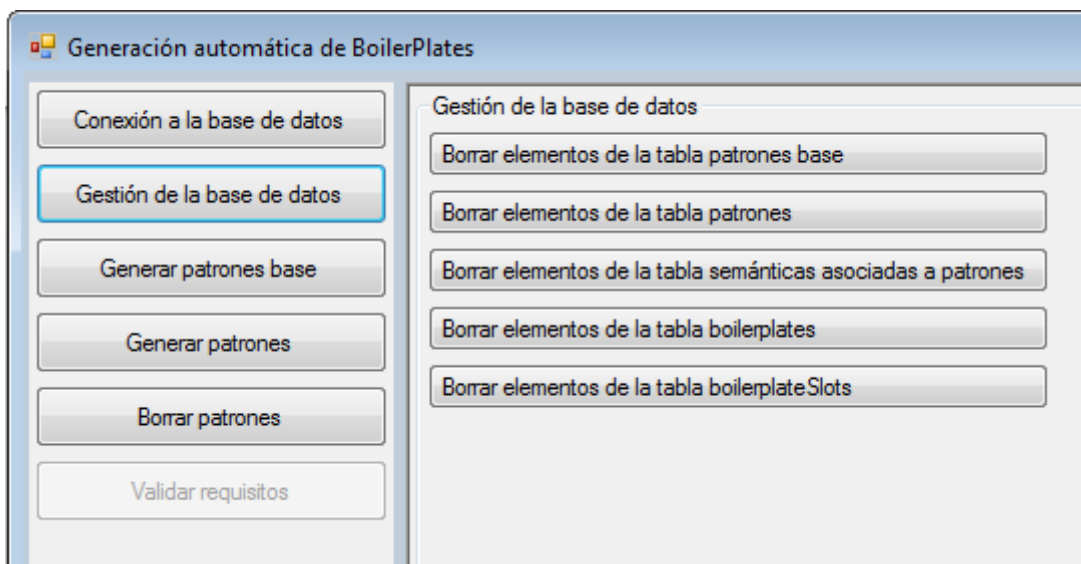 Generación automática de BoilerPlates
Conexión a la base de datos
Gestión de la base de datos
Generar patrones base
Generar patrones
Borrar patrones
Validar requisitos
Gestión de la base de datos
Borrar elementos de la tabla patrones base
Borrar elementos de la tabla patrones
Borrar elementos de la tabla semánticas asociadas a patrones
Borrar elementos de la tabla boilerplates
Borrar elementos de la tabla boilerplateSlots